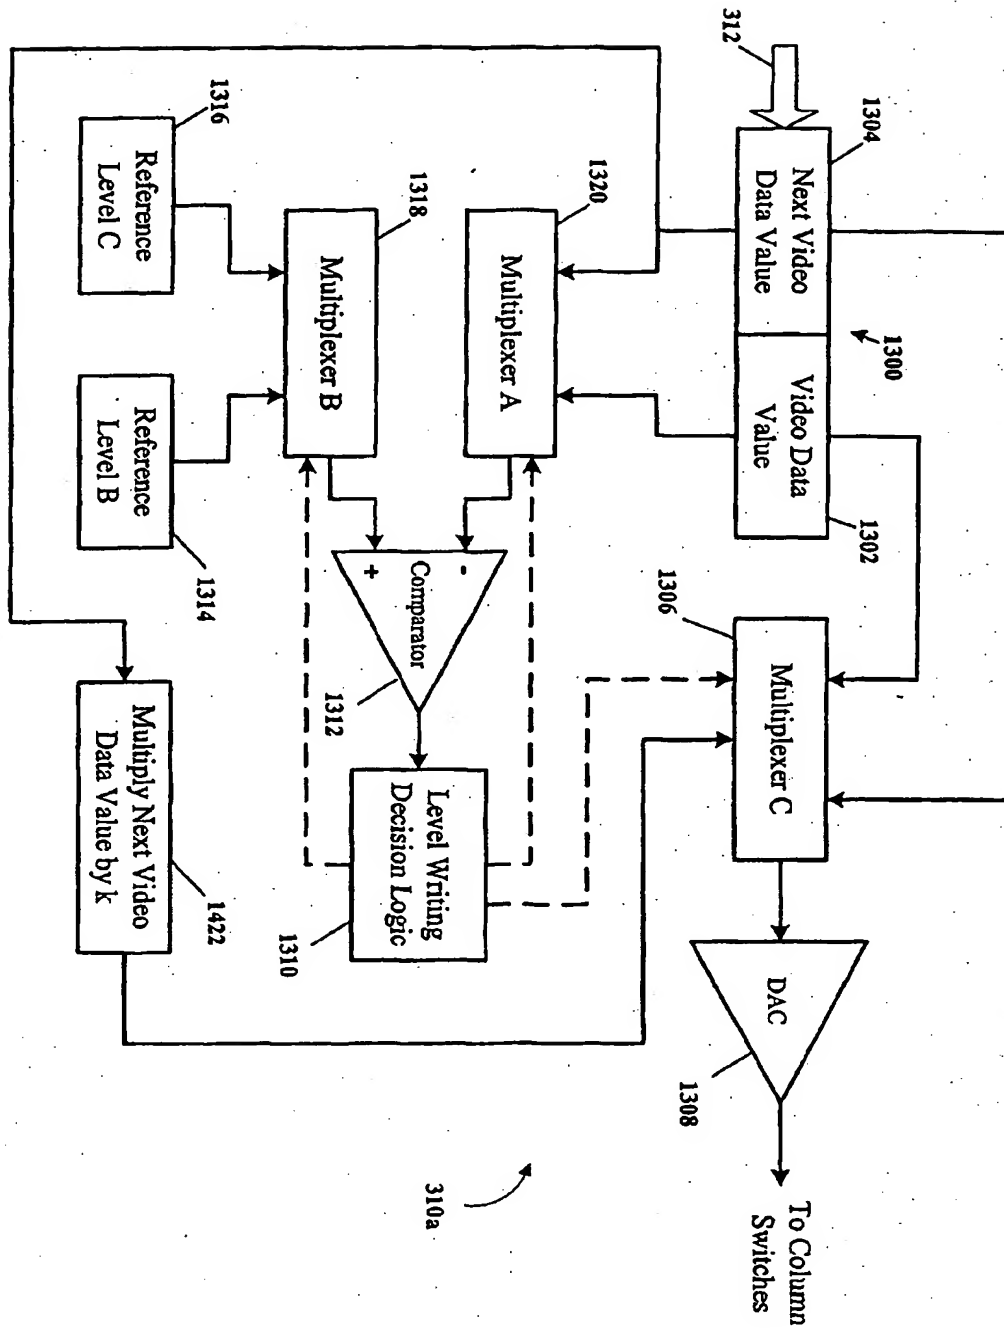 312
1304
Next Video
Data Value
1300
Video Data
Value
1302
1306
Multiplexer C
DAC
1308
To Column
Switches
1320
Multiplexer A
1318
Multiplexer B
-
+
Comparator
1312
Level Writing
Decision Logic
1310
310a
1316
Reference
Level C
Reference
Level B
1314
Multiply Next Video
Data Value by k
1422